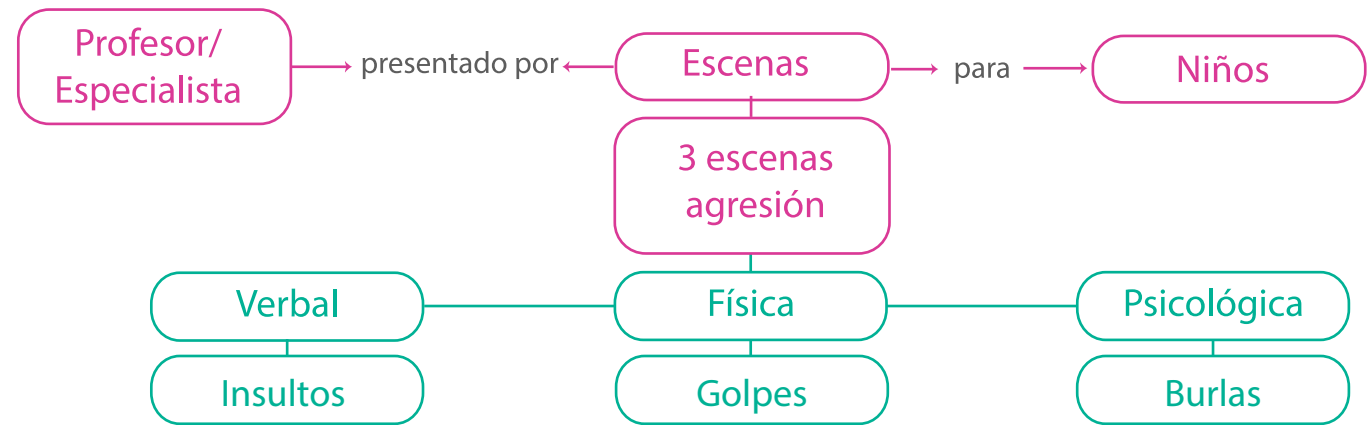 Profesor/
Especialista
presentado por
Escenas
para
Niños
3 escenas
agresión
Verbal
Física
Psicológica
Insultos
Golpes
Burlas